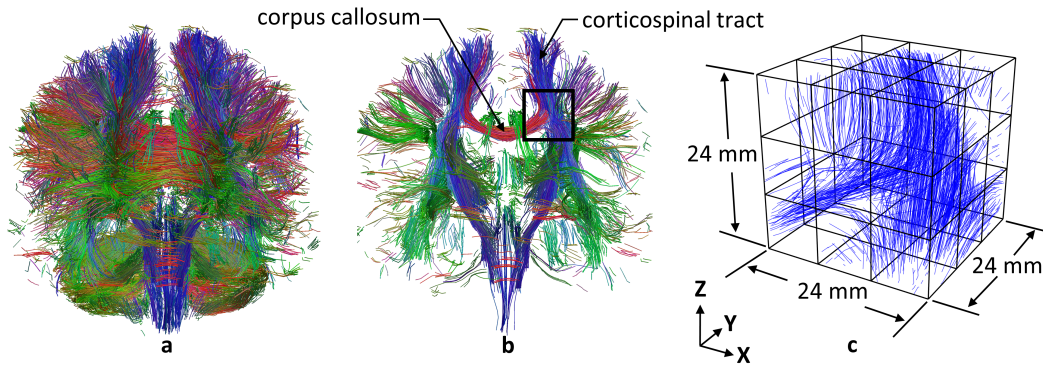 corpus callosum
corticospinal tract
24 mm
24 mm
24 mm
Z
Y
X
a
b
c